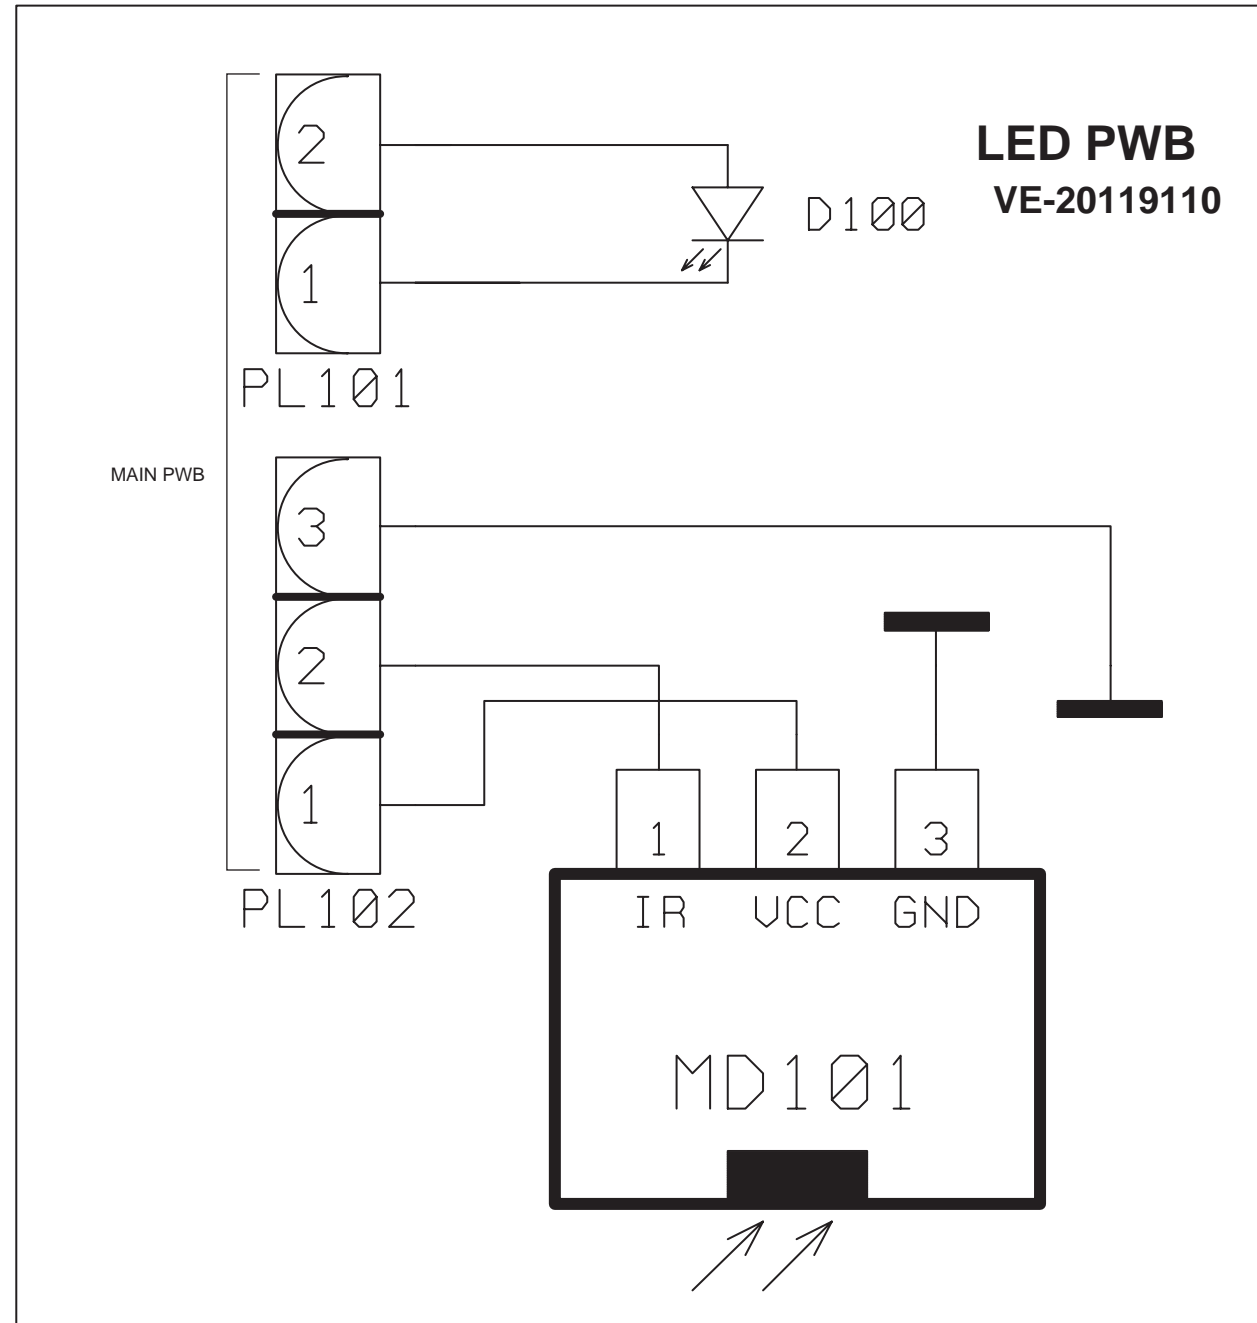 LED PWB
VE-20119110
2
D100
1
PL101
MAIN PWB
3
2
1
PL102
1 2 3
IR VCC GND
MD101